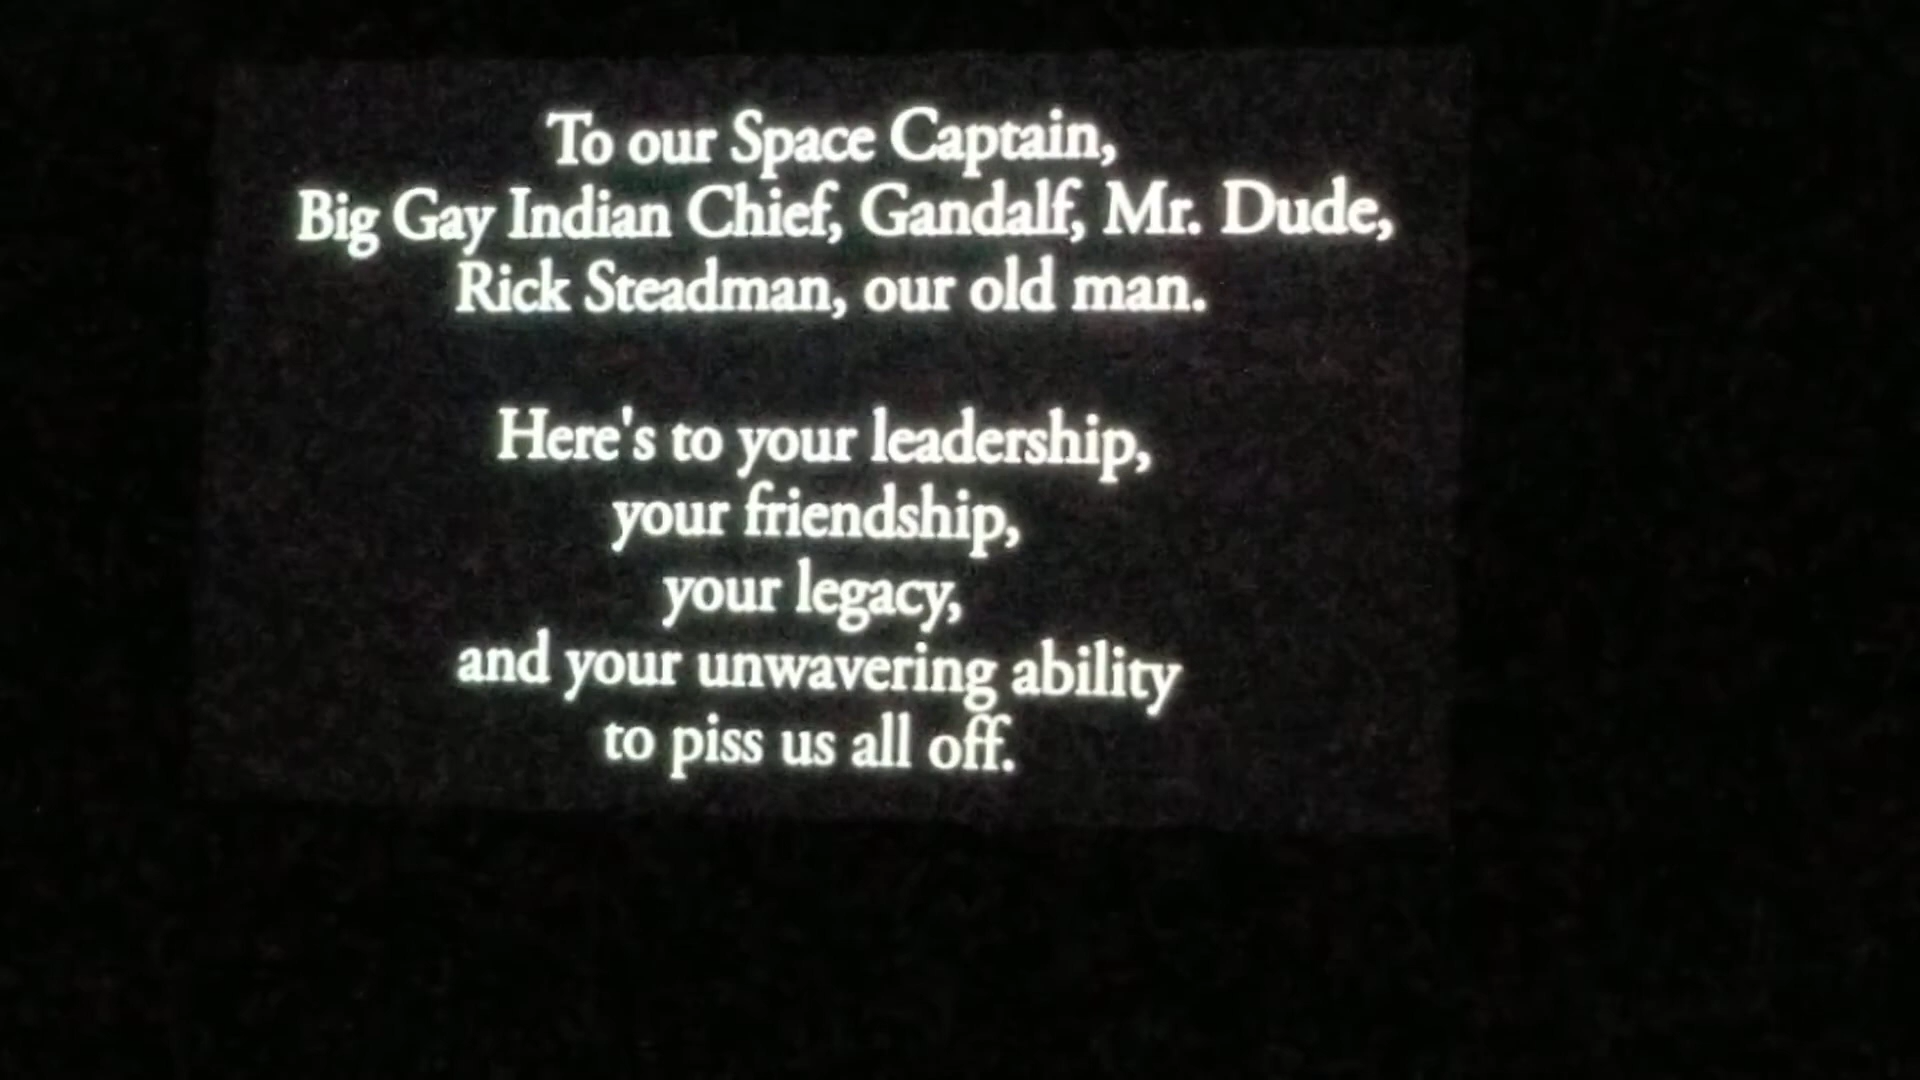 To our Space Captain,
Big Gay Indian Chief, Gandalf, Mr. Dude,
Rick Steadman, our old man.
Here's to your leadership,
your friendship,
your legacy,
and your unwavering ability
to piss us all off.